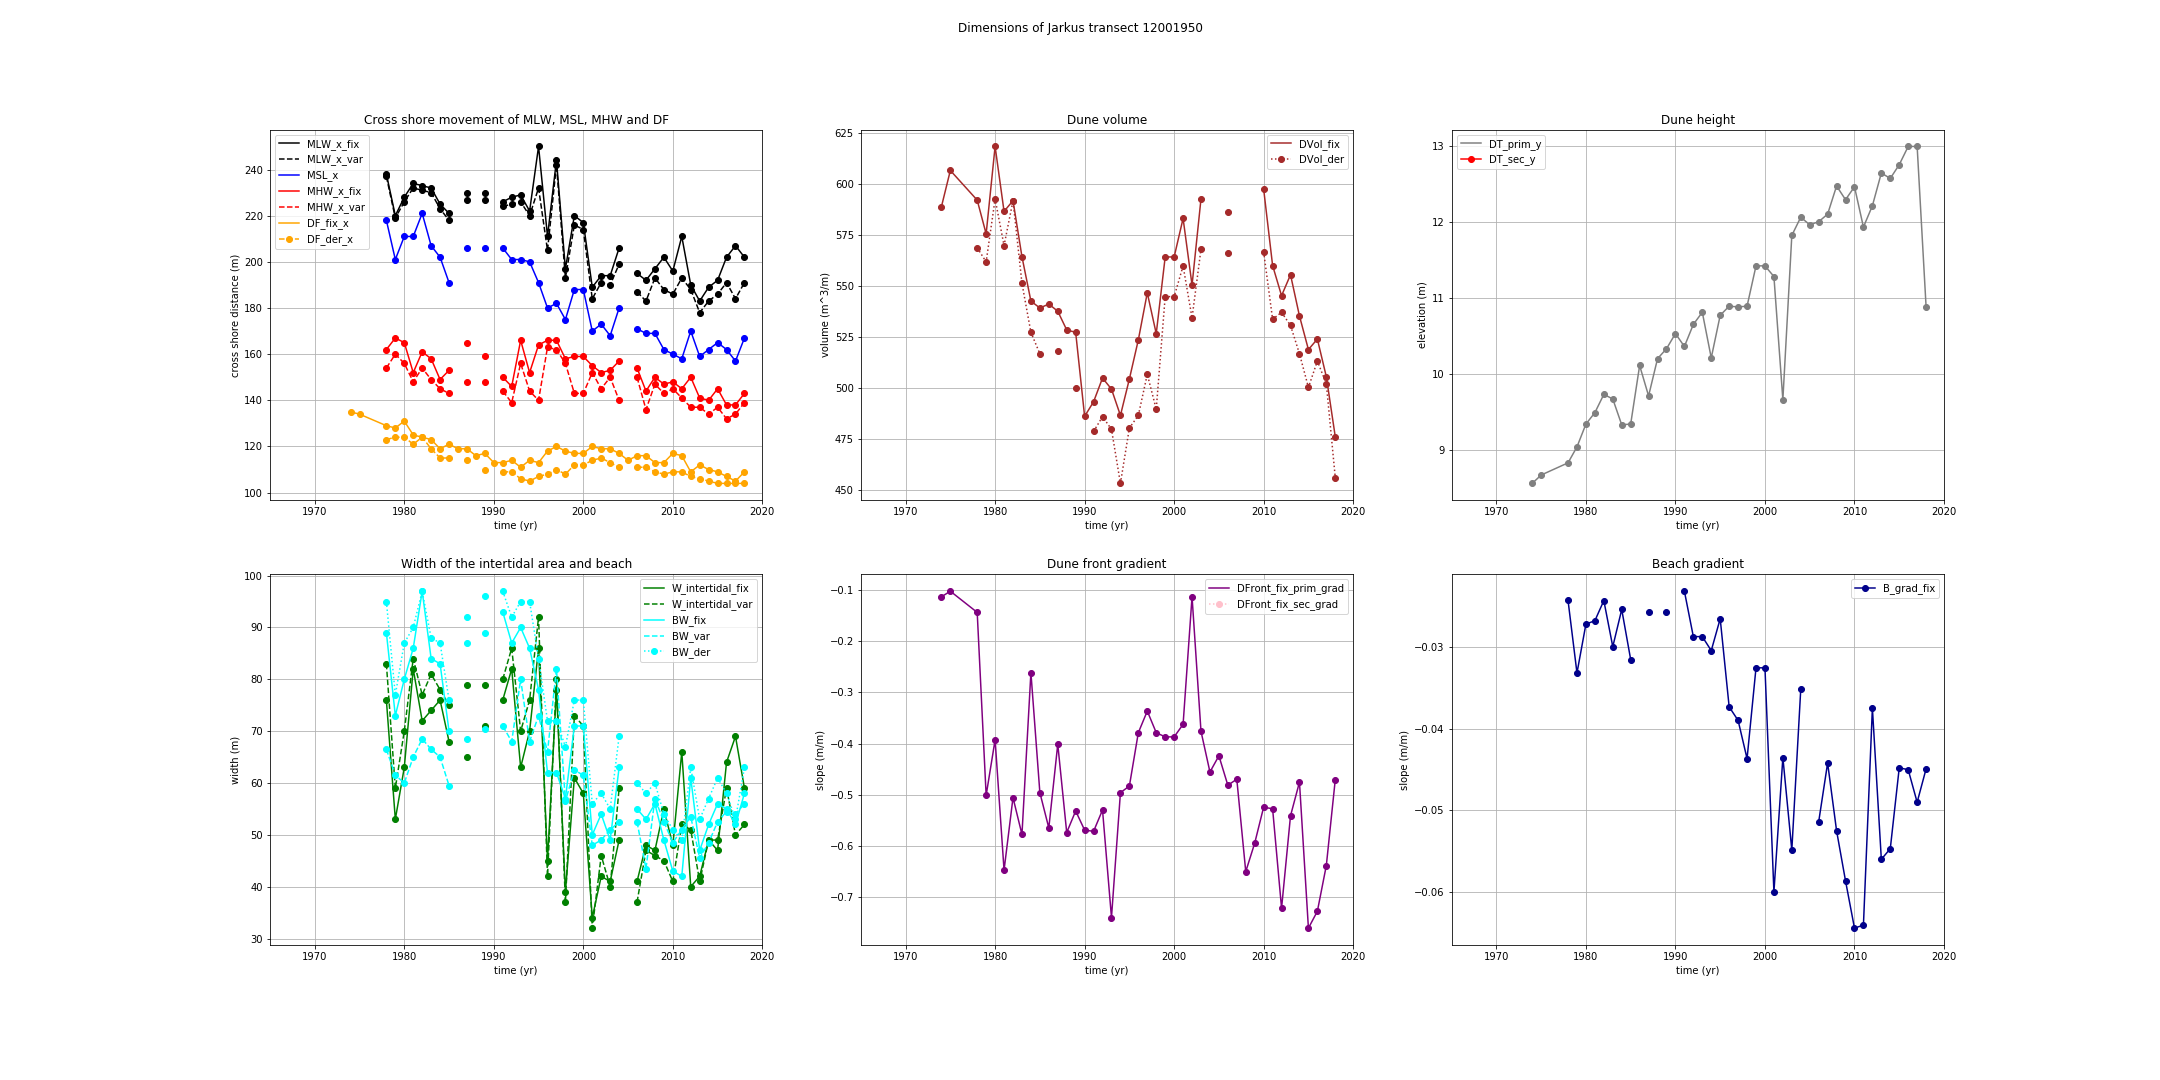 Dimensions of Jarkus transect 12001950
Cross shore movement of MLW, MSL, MHW and DF
MLW_x_fix
MLW_x_var
MSL_x
MHW_x_fix
MHW_x_var
DF_fix_x
DF_der_x
cross shore distance (m)
240
220
200
180
160
140
120
100
1970
1980
1990
2000
2010
2020
time (yr)
Dune volume
DVol_fix
DVol_der
volume (m^3/m)
625
600
575
550
525
500
475
450
1970
1980
1990
2000
2010
2020
time (yr)
Dune height
DT_prim_y
DT_sec_y
elevation (m)
13
12
11
10
9
1970
1980
1990
2000
2010
2020
time (yr)
Width of the intertidal area and beach
W_intertidal_fix
W_intertidal_var
BW_fix
BW_var
BW_der
width (m)
100
90
80
70
60
50
40
30
1970
1980
1990
2000
2010
2020
time (yr)
Dune front gradient
DFront_fix_prim_grad
DFront_fix_sec_grad
slope (m/m)
−0.1
−0.2
−0.3
−0.4
−0.5
−0.6
−0.7
1970
1980
1990
2000
2010
2020
time (yr)
Beach gradient
B_grad_fix
slope (m/m)
−0.03
−0.04
−0.05
−0.06
1970
1980
1990
2000
2010
2020
time (yr)